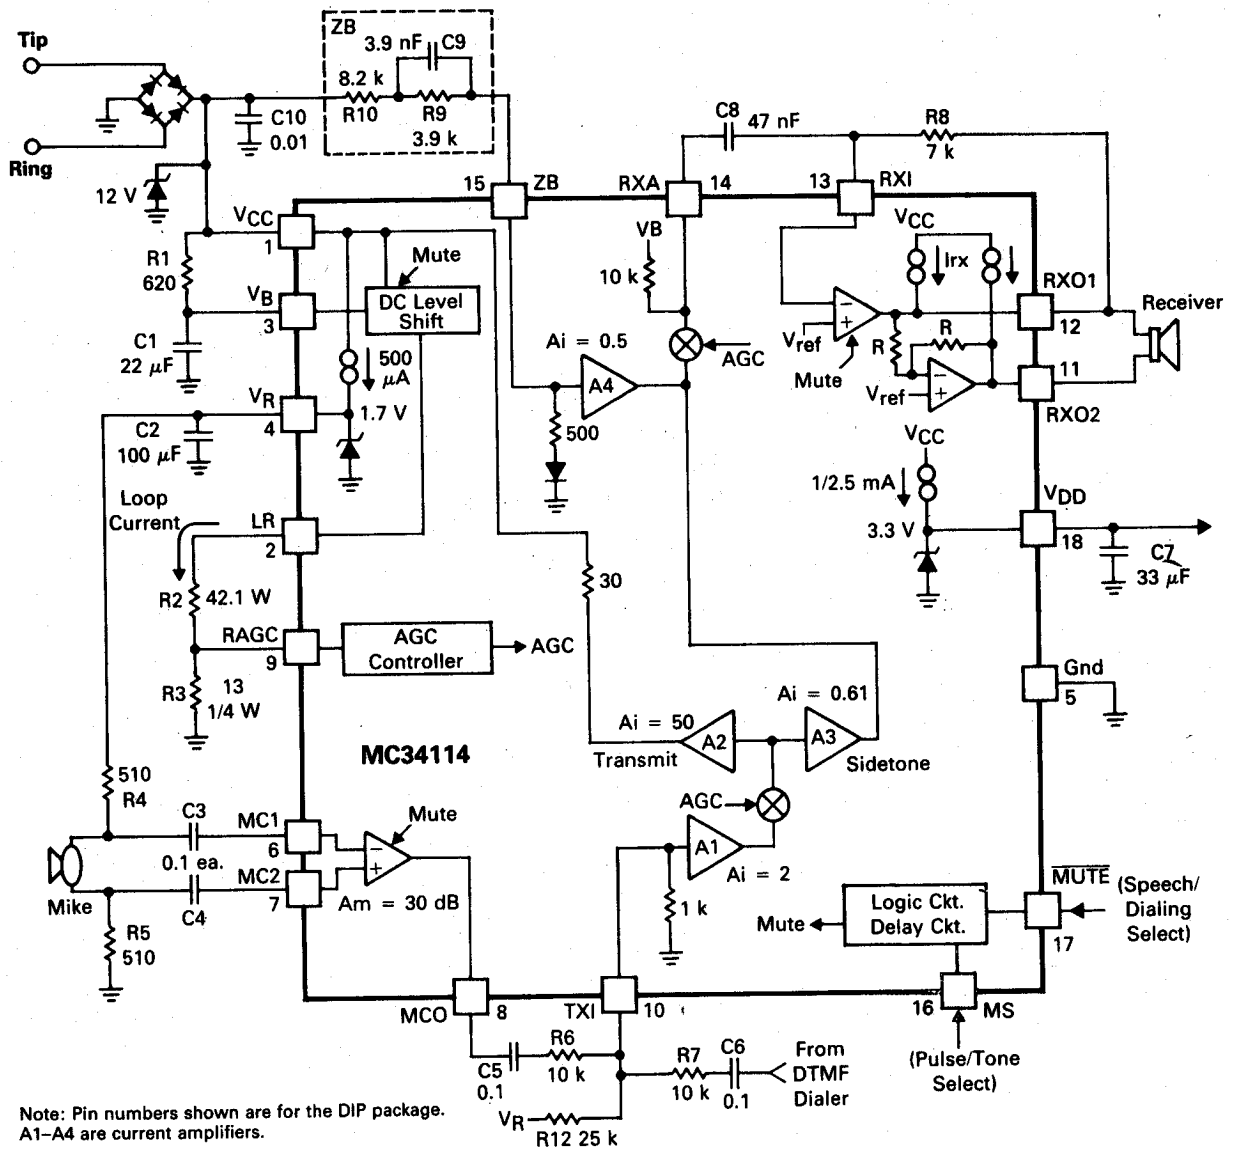 Tip
Ring
12 V
C10
0.01
ZB
3.9 nF C9
8.2 k
R10
R9
3.9 k
C8
47 nF
R8
7 k
15
ZB
RXA
14
13
RXI
VCC
1
R1
620
VB
3
C1
22 μF
Mute
DC Level
Shift
500
μA
VR
4
1.7 V
C2
100 μF
Loop
Current
LR
2
R2
42.1 W
RAGC
9
R3
13
1/4 W
AGC
Controller
AGC
VB
10 k
Ai = 0.5
A4
AGC
500
VCC
Irx
RXO1
12
Receiver
Vref
Mute
R
R
Vref
11
RXO2
VCC
1/2.5 mA
VDD
3.3 V
18
C7
33 μF
30
Gnd
5
Ai = 0.61
Ai = 50
A2
A3
Transmit
Sidetone
MC34114
AGC
A1
Ai = 2
1 k
510
R4
C3
MC1
6
0.1 ea.
Mute
MC2
7
Mike
C4
Am = 30 dB
R5
510
MUTE
(Speech/
Dialing
Select)
17
Logic Ckt.
Delay Ckt.
Mute
16
MS
(Pulse/Tone
Select)
MCO
8
TXI
10
C5
0.1
R6
10 k
R7
10 k
C6
0.1
From
DTMF
Dialer
VR
R12 25 k
Note: Pin numbers shown are for the DIP package.
A1–A4 are current amplifiers.